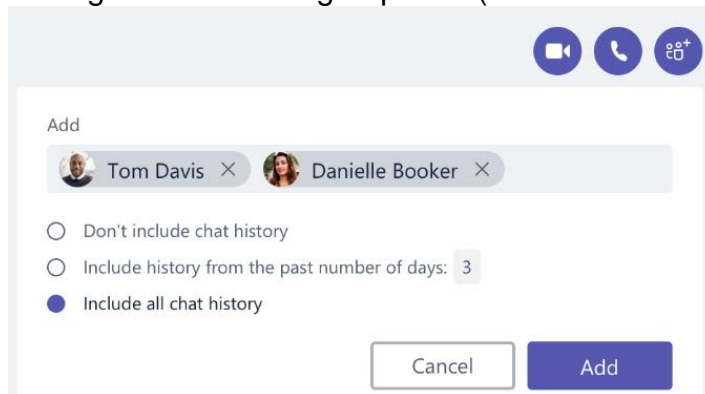 Add
Tom Davis × Danielle Booker ×
Don't include chat history
Include history from the past number of days: 3
Include all chat history
Cancel Add